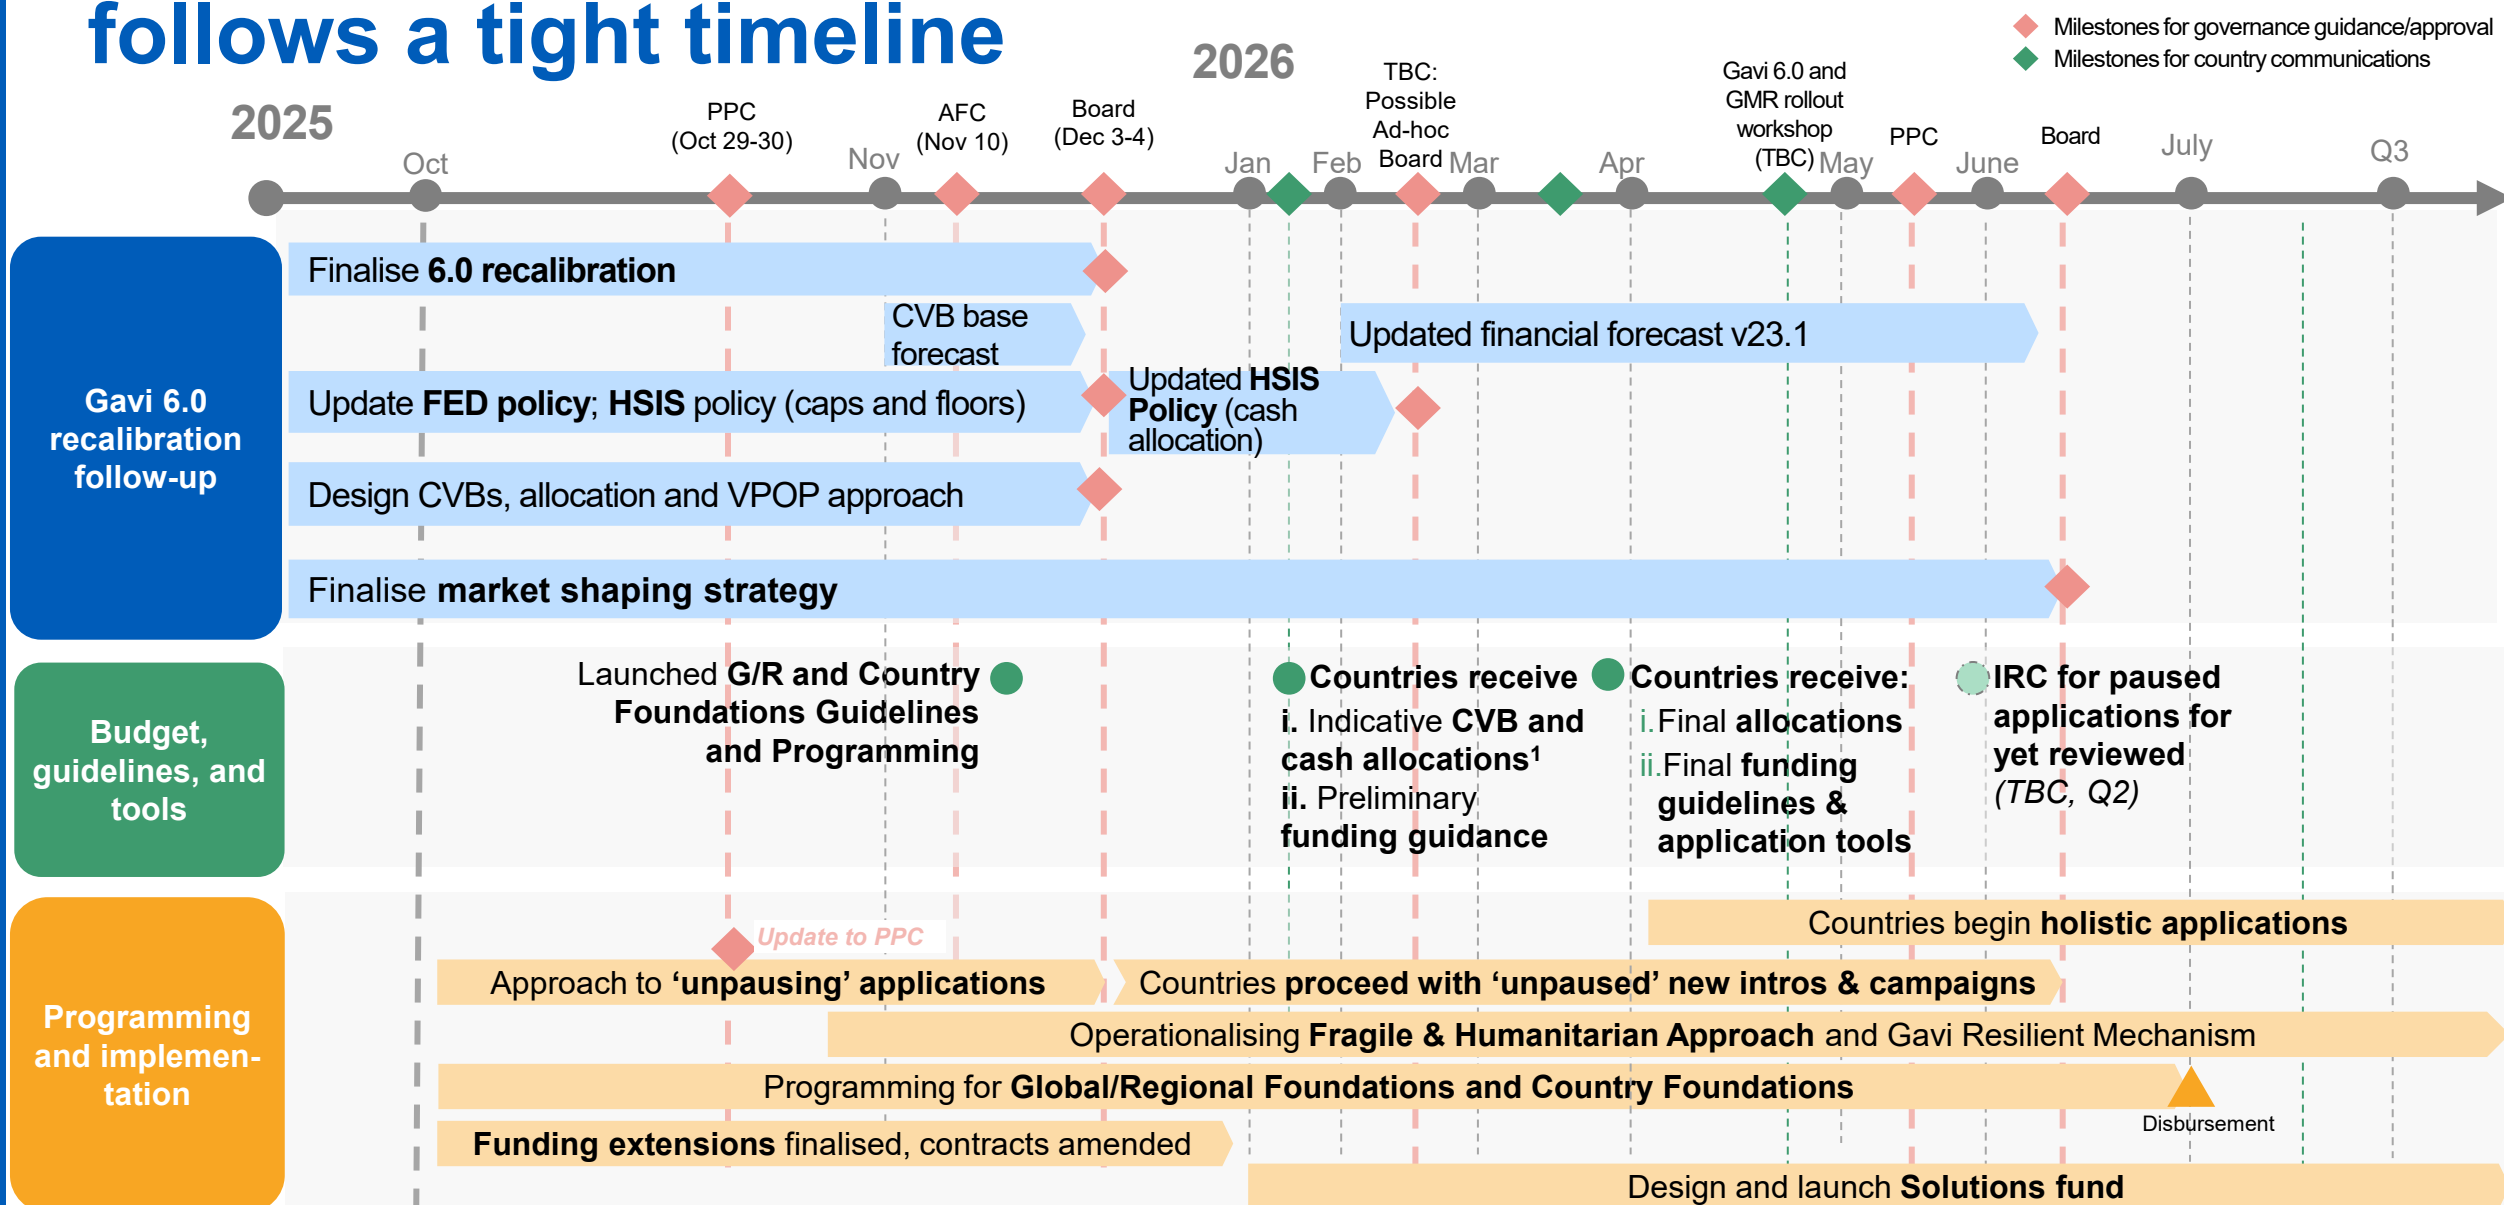 follows a tight timeline
Milestones for governance guidance/approval
Milestones for country communications
2025
2026
Oct
PPC
(Oct 29-30)
Nov
AFC
(Nov 10)
Board
(Dec 3-4)
Jan
Feb
TBC:
Possible
Ad-hoc
Board
Mar
Apr
Gavi 6.0 and
GMR rollout
workshop
(TBC)
May
PPC
June
Board
July
Q3
Gavi 6.0
recalibration
follow-up
Finalise 6.0 recalibration
CVB base
forecast
Updated financial forecast v23.1
Update FED policy; HSIS policy (caps and floors)
Updated HSIS
Policy (cash
allocation)
Design CVBs, allocation and VPOP approach
Finalise market shaping strategy
Budget,
guidelines, and
tools
Launched G/R and Country
Foundations Guidelines
and Programming
Countries receive
i. Indicative CVB and
cash allocations¹
ii. Preliminary
funding guidance
Countries receive:
i. Final allocations
ii. Final funding
guidelines &
application tools
IRC for paused
applications for
yet reviewed
(TBC, Q2)
Programming
and implemen-
tation
Countries begin holistic applications
Update to PPC
Approach to ‘unpausing’ applications
Countries proceed with ‘unpaused’ new intros & campaigns
Operationalising Fragile & Humanitarian Approach and Gavi Resilient Mechanism
Programming for Global/Regional Foundations and Country Foundations
Disbursement
Funding extensions finalised, contracts amended
Design and launch Solutions fund